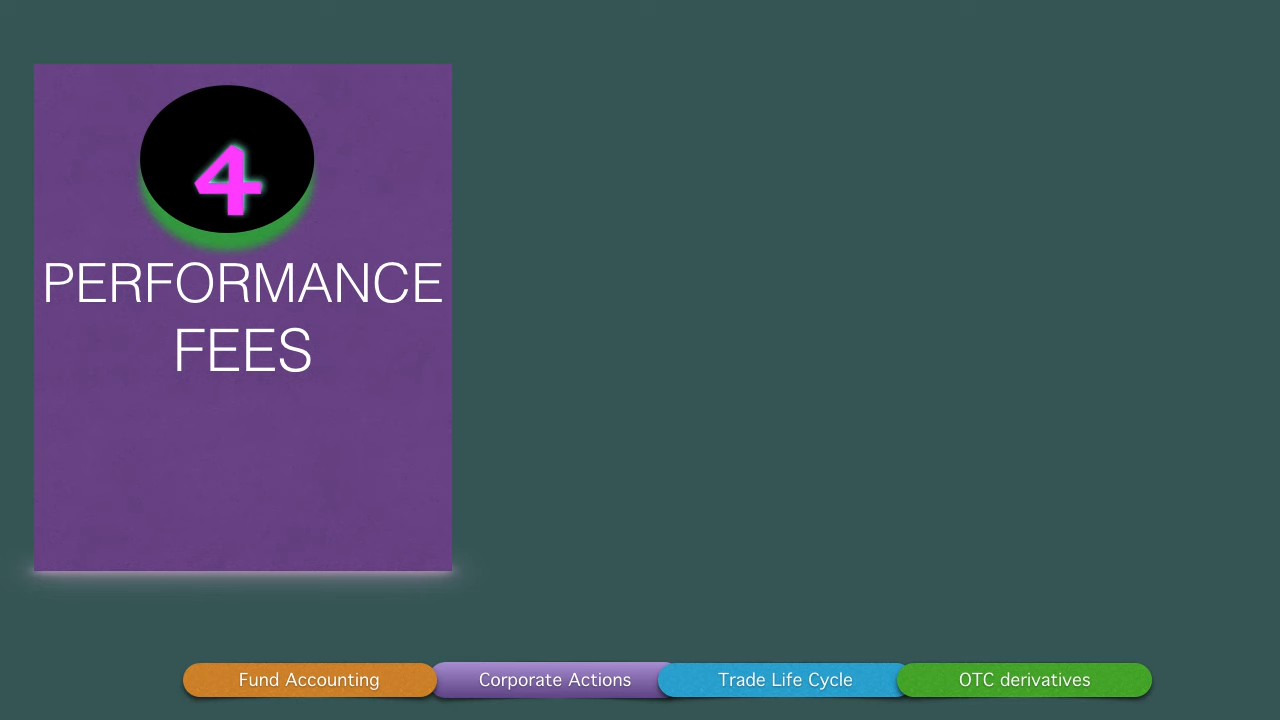 4
PERFORMANCE
FEES
Fund Accounting
Corporate Actions
Trade Life Cycle
OTC derivatives